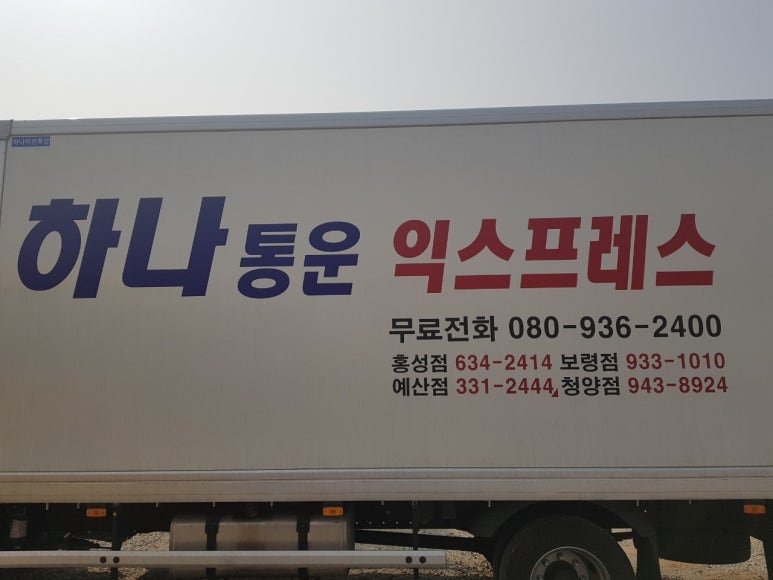 하나통운 익스프레스
무료전화 080-936-2400
홍성점 634-2414 보령점 933-1010
예산점 331-2444 청양점 943-8924